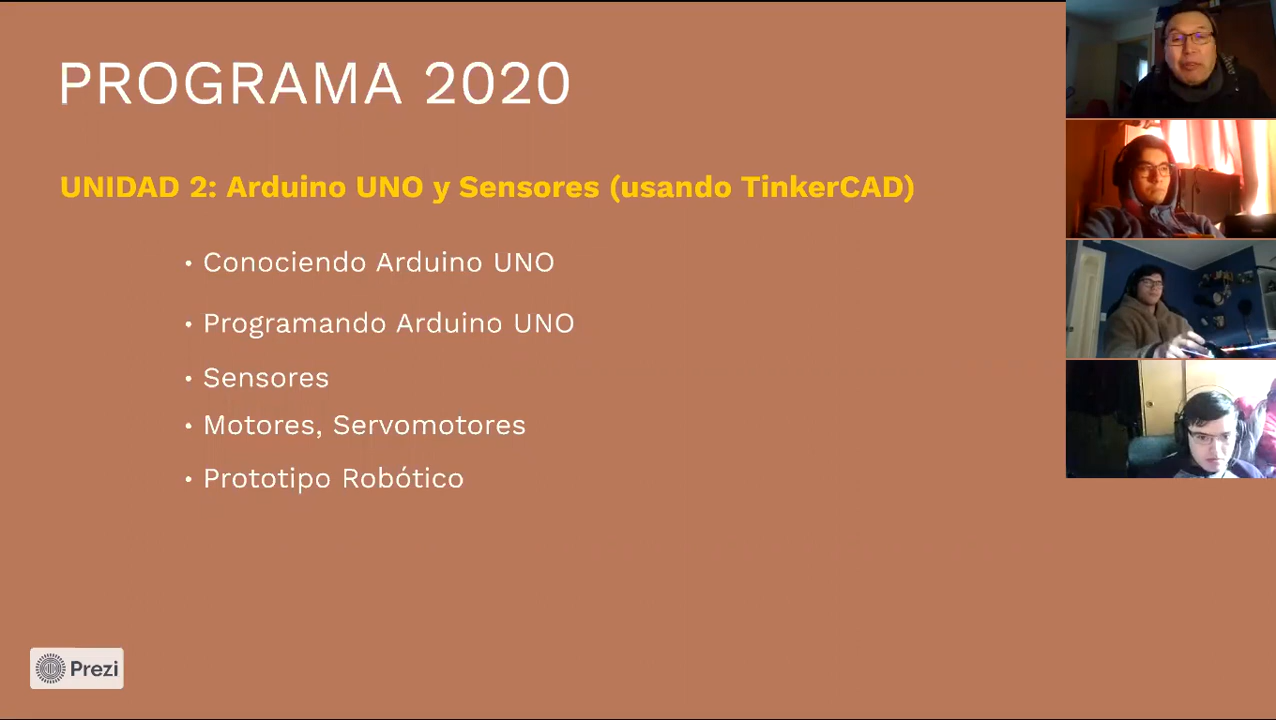 PROGRAMA 2020
UNIDAD 2: Arduino UNO y Sensores (usando TinkerCAD)
• Conociendo Arduino UNO
• Programando Arduino UNO
• Sensores
• Motores, Servomotores
• Prototipo Robótico
Prezi